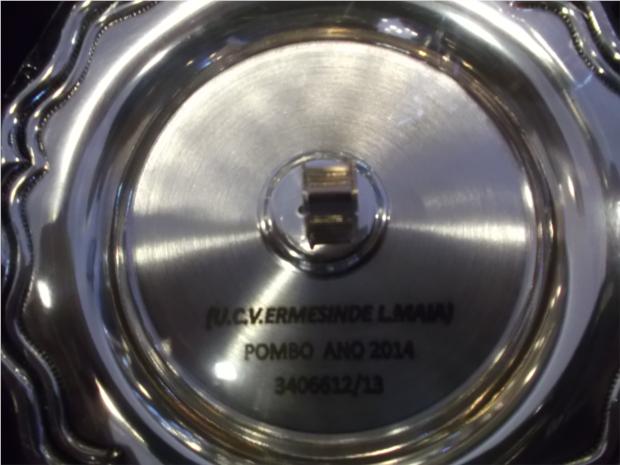 (U.C.V.ERMESINDE L.MAIA)
POMBO ANO 2014
3406612/13